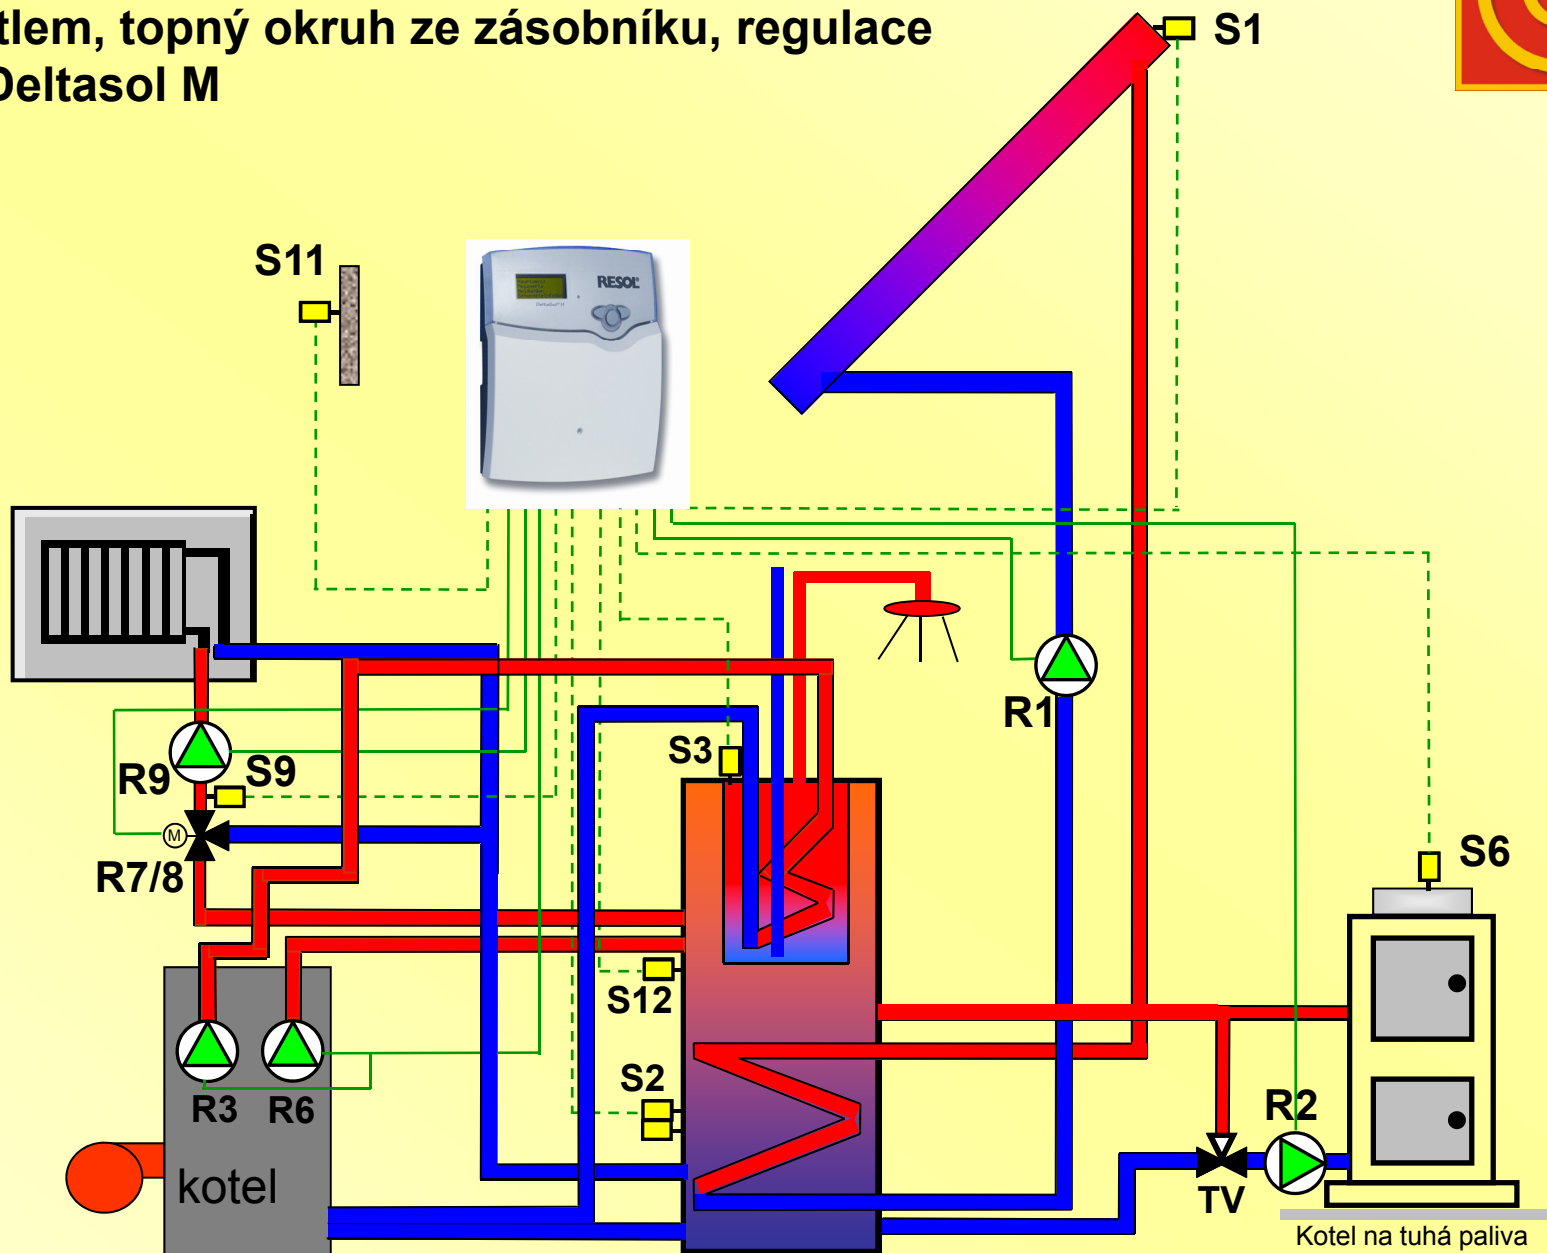 tlem, topný okruh ze zásobníku, regulace
Deltasol M
S1
S11
RESOL
R1
S3
R9
S9
M
R7/8
S6
S12
S2
R3
R6
R2
kotel
TV
Kotel na tuhá paliva